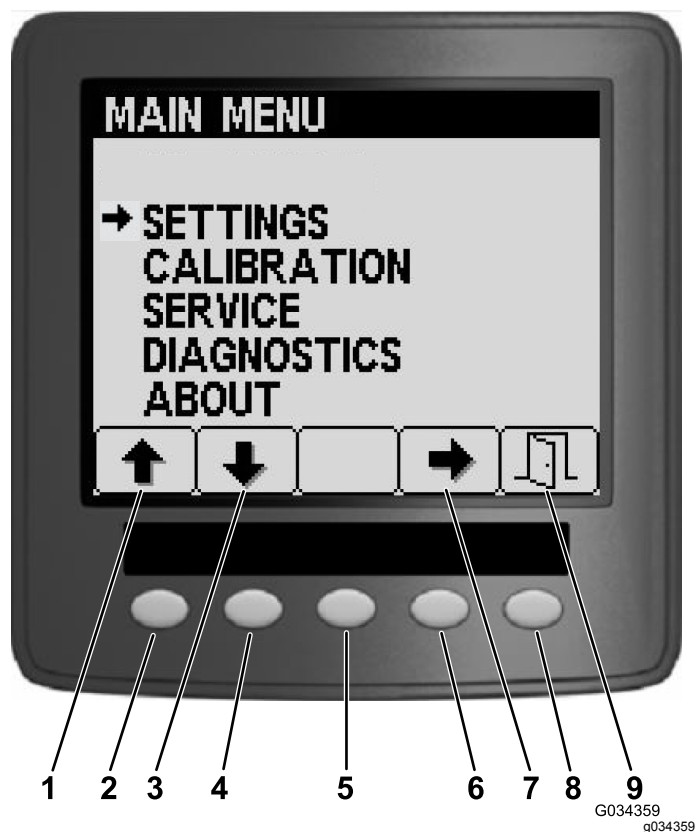 MAIN MENU
SETTINGS
CALIBRATION
SERVICE
DIAGNOSTICS
ABOUT
1 2 3 4 5 6 7 8 9
G034359
g034359